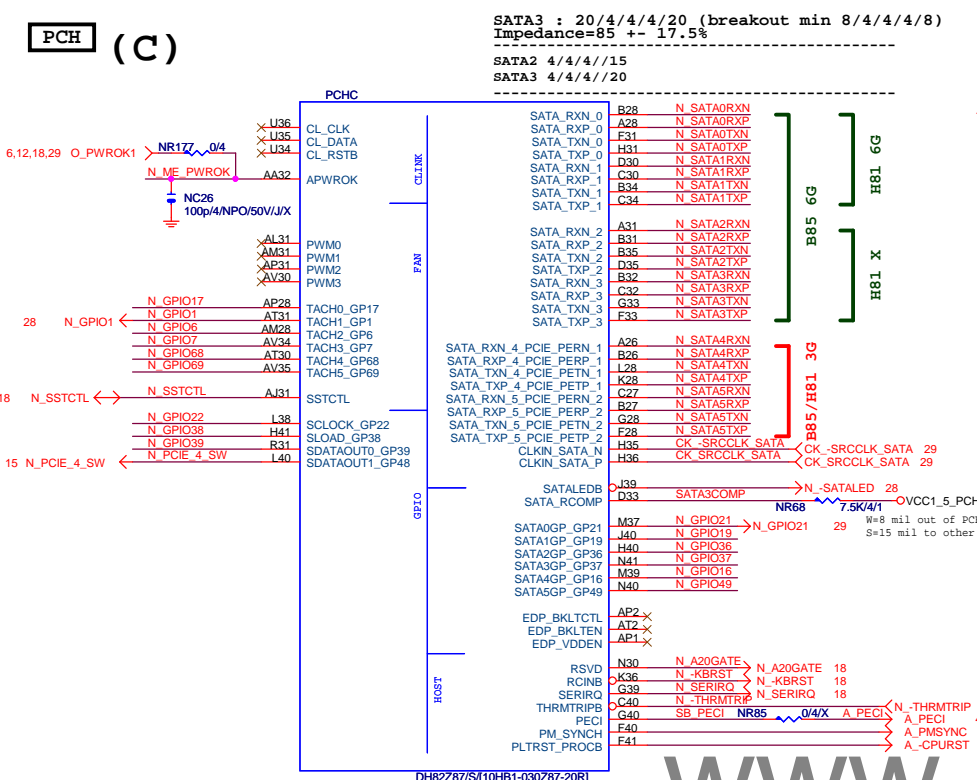 PCH (C)
SATA3 : 20/4/4/4/20 (breakout min 8/4/4/4/8)
Impedance=85 +- 17.5%
SATA2 4/4/4//15
SATA3 4/4/4//20
PCHC
U36 CL_CLK
U35 CL_DATA
U34 CL_RSTB
6,12,18,29 O_PWROK1 NR177 0/4
N_ME_PWROK AA32 APWROK
NC26
100p/4/NPO/50V/J/X
CLINK
AL31 PWM0
AM31 PWM1
AP31 PWM2
AV30 PWM3
FAN
N_GPIO17 AP28 TACH0_GP17
28 N_GPIO1 N_GPIO1 AT31 TACH1_GP1
N_GPIO6 AM28 TACH2_GP6
N_GPIO7 AV34 TACH3_GP7
N_GPIO68 AT30 TACH4_GP68
N_GPIO69 AV35 TACH5_GP69
18 N_SSTCTL N_SSTCTL AJ31 SSTCTL
N_GPIO22 L38 SCLOCK_GP22
N_GPIO38 H41 SLOAD_GP38
N_GPIO39 R31 SDATAOUT0_GP39
15 N_PCIE_4_SW N_PCIE_4_SW L40 SDATAOUT1_GP48
GPIO
HOST
SATA_RXN_0 B28 N_SATA0RXN
SATA_RXP_0 A28 N_SATA0RXP
SATA_TXN_0 F31 N_SATA0TXN
SATA_TXP_0 H31 N_SATA0TXP
SATA_RXN_1 D30 N_SATA1RXN
SATA_RXP_1 C30 N_SATA1RXP
SATA_TXN_1 B34 N_SATA1TXN
SATA_TXP_1 C34 N_SATA1TXP
H81 6G
B85 6G
SATA_RXN_2 A31 N_SATA2RXN
SATA_RXP_2 B31 N_SATA2RXP
SATA_TXN_2 B35 N_SATA2TXN
SATA_TXP_2 D35 N_SATA2TXP
SATA_RXN_3 B32 N_SATA3RXN
SATA_RXP_3 C32 N_SATA3RXP
SATA_TXN_3 G33 N_SATA3TXN
SATA_TXP_3 F33 N_SATA3TXP
H81 X
SATA_RXN_4_PCIE_PERN_1 A26 N_SATA4RXN
SATA_RXP_4_PCIE_PERP_1 B26 N_SATA4RXP
SATA_TXN_4_PCIE_PETN_1 L28 N_SATA4TXN
SATA_TXP_4_PCIE_PETP_1 K28 N_SATA4TXP
SATA_RXN_5_PCIE_PERN_2 C27 N_SATA5RXN
SATA_RXP_5_PCIE_PERP_2 B27 N_SATA5RXP
SATA_TXN_5_PCIE_PETN_2 G28 N_SATA5TXN
SATA_TXP_5_PCIE_PETP_2 F28 N_SATA5TXP
B85/H81 3G
CLKIN_SATA_N H35 CK_-SRCCLK_SATA CK_-SRCCLK_SATA 29
CLKIN_SATA_P H36 CK_SRCCLK_SATA CK_SRCCLK_SATA 29
SATALEDB J39 N_-SATALED 28
SATA_RCOMP D33 SATA3COMP NR68 7.5K/4/1 VCC1_5_PCH
W=8 mil out of PC
S=15 mil to other
SATA0GP_GP21 M37 N_GPIO21 N_GPIO21 29
SATA1GP_GP19 J40 N_GPIO19
SATA2GP_GP36 H40 N_GPIO36
SATA3GP_GP37 N41 N_GPIO37
SATA4GP_GP16 M39 N_GPIO16
SATA5GP_GP49 N40 N_GPIO49
EDP_BKLTCTL AP2
EDP_BKLTEN AT2
EDP_VDDEN AP1
RSVD N30 N_A20GATE N_A20GATE 18
RCINB K36 N_-KBRST N_-KBRST 18
SERIRQ G39 N_SERIRQ N_SERIRQ 18
THRMTRIPB C40 N_-THRMTRIP N_-THRMTRIP
PECI G40 SB_PECI NR85 0/4/X A_PECI A_PECI
PM_SYNCH F40 A_PMSYNC
PLTRST_PROCB F41 A_-CPURST
DH82Z87/S/[10HB1-030Z87-20R]
WWW